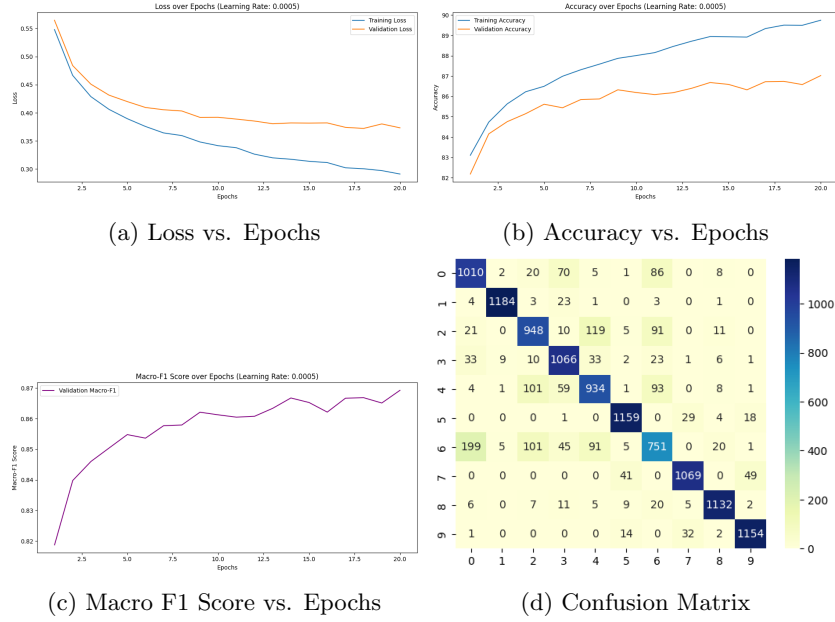 Loss over Epochs (Learning Rate: 0.0005)
Training Loss
Validation Loss
Loss
0.55
0.50
0.45
0.40
0.35
0.30
2.5 5.0 7.5 10.0 12.5 15.0 17.5 20.0
Epochs
(a) Loss vs. Epochs
Accuracy over Epochs (Learning Rate: 0.0005)
Training Accuracy
Validation Accuracy
Accuracy
90
89
88
87
86
85
84
83
82
2.5 5.0 7.5 10.0 12.5 15.0 17.5 20.0
Epochs
(b) Accuracy vs. Epochs
Macro-F1 Score over Epochs (Learning Rate: 0.0005)
Validation Macro-F1
Macro-F1 Score
0.87
0.86
0.85
0.84
0.83
0.82
2.5 5.0 7.5 10.0 12.5 15.0 17.5 20.0
Epochs
(c) Macro F1 Score vs. Epochs
0 1010 2 20 70 5 1 86 0 8 0
1 4 1184 3 23 1 0 3 0 1 0
2 21 0 948 10 119 5 91 0 11 0
3 33 9 10 1066 33 2 23 1 6 1
4 4 1 101 59 934 1 93 0 8 1
5 0 0 0 1 0 1159 0 29 4 18
6 199 5 101 45 91 5 751 0 20 1
7 0 0 0 0 0 41 0 1069 0 49
8 6 0 7 11 5 9 20 5 1132 2
9 1 0 0 0 0 14 0 32 2 1154
0 1 2 3 4 5 6 7 8 9
1000
800
600
400
200
0
(d) Confusion Matrix